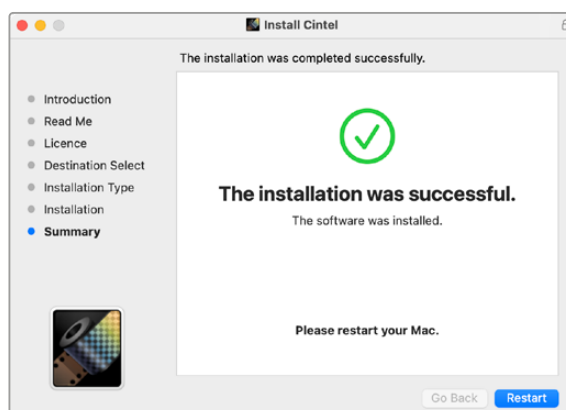 Install Cintel
The installation was completed successfully.
Introduction
Read Me
Licence
Destination Select
Installation Type
Installation
Summary
The installation was successful.
The software was installed.
Please restart your Mac.
Go Back
Restart